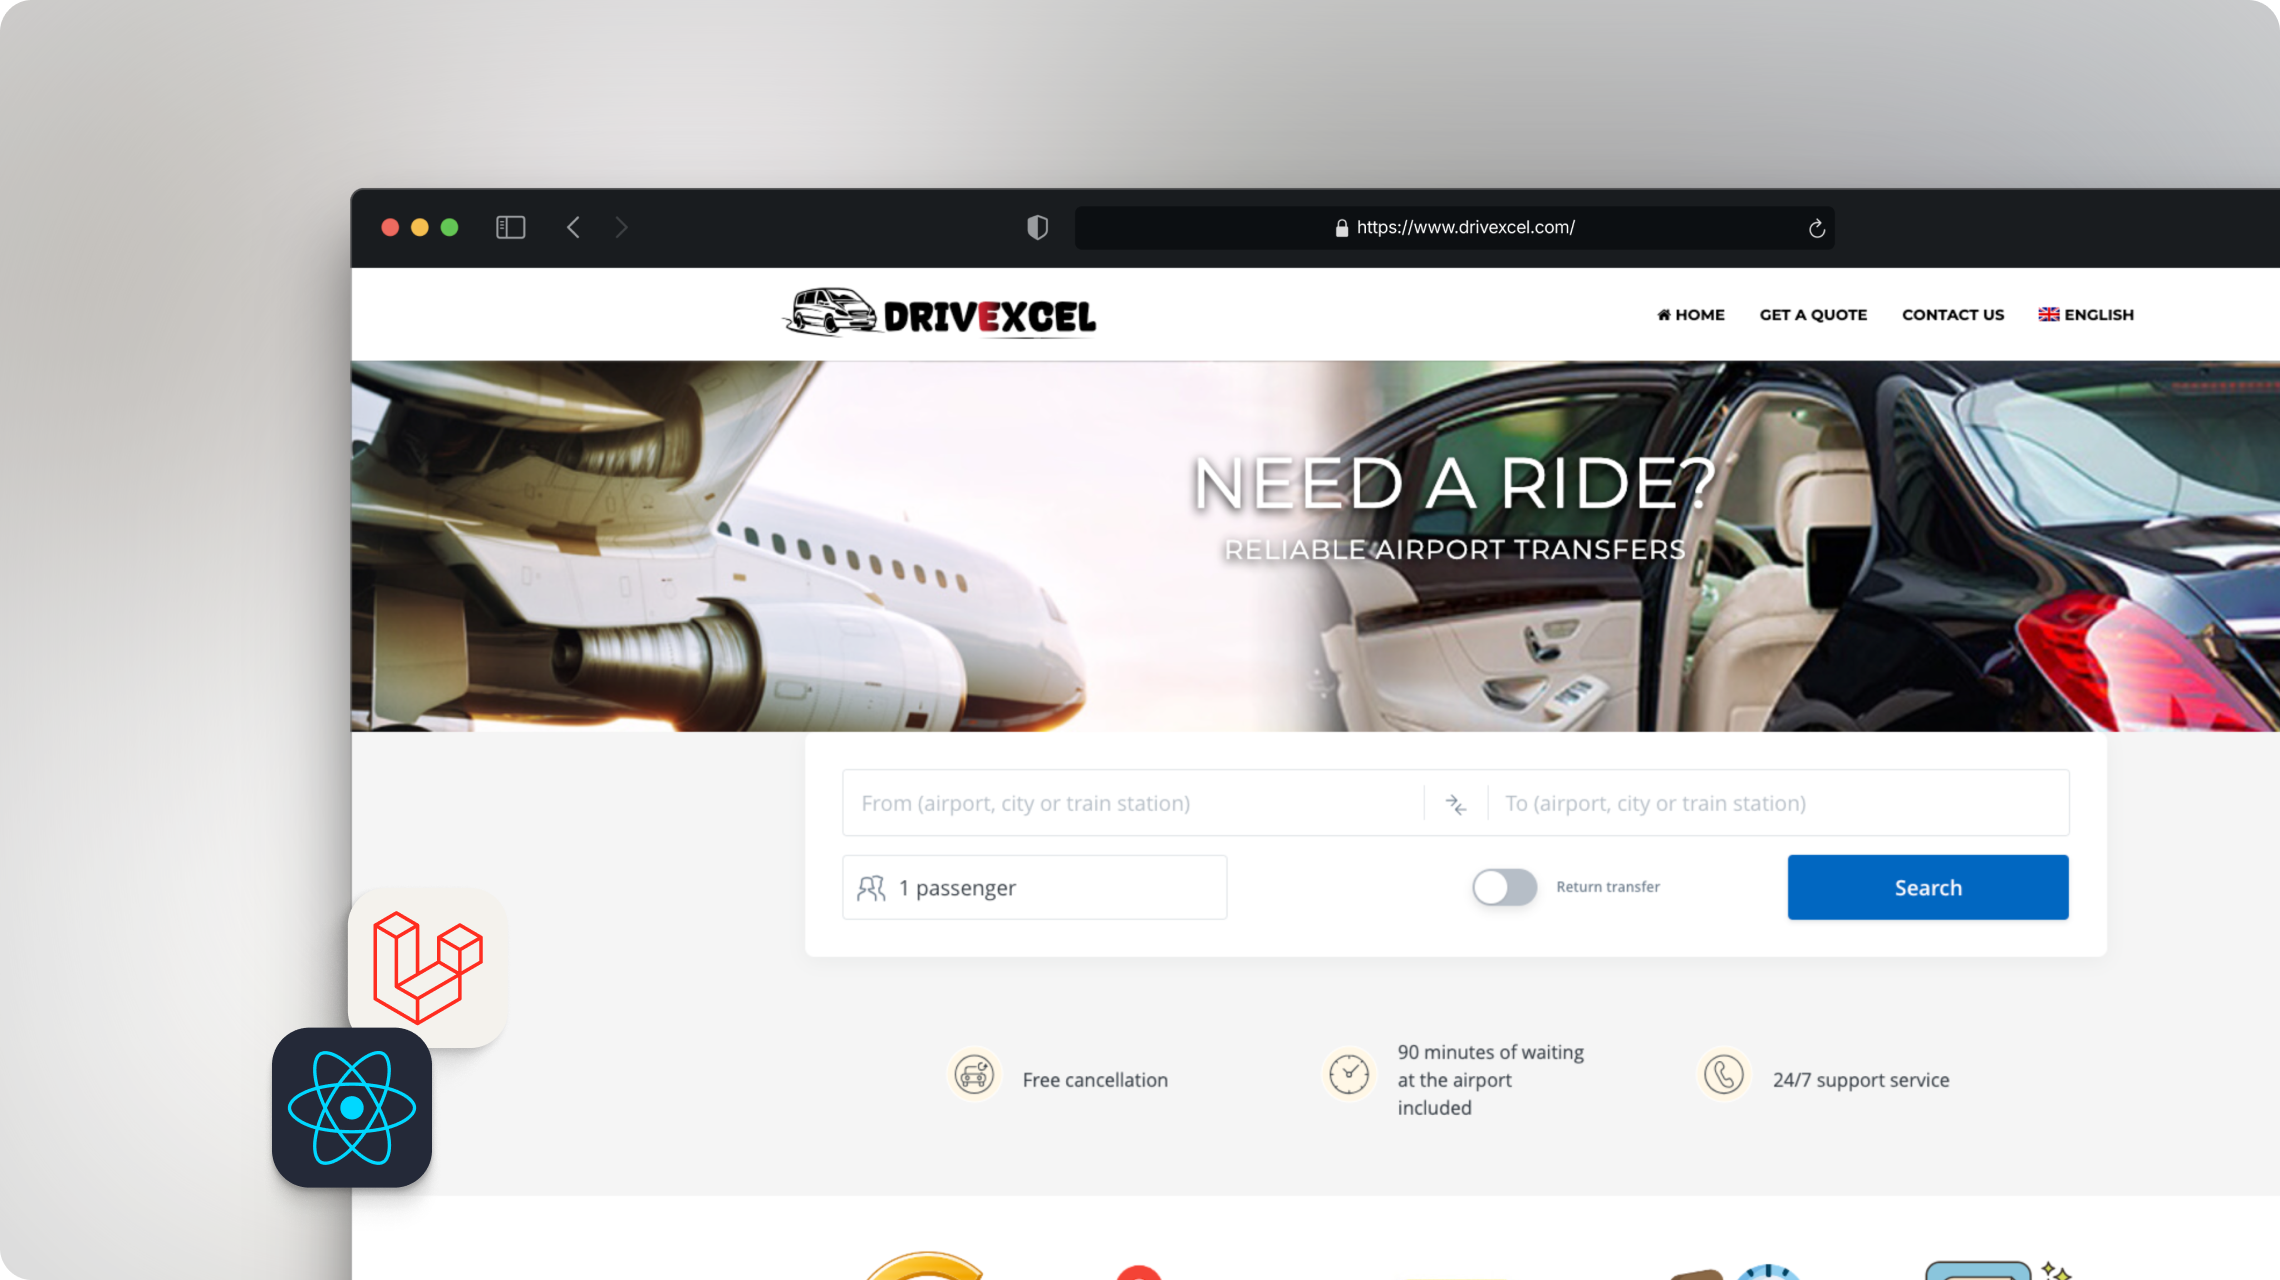 https://www.drivexcel.com/
DRIVEXCEL
HOME
GET A QUOTE
CONTACT US
ENGLISH
NEED A RIDE?
RELIABLE AIRPORT TRANSFERS
From (airport, city or train station)
To (airport, city or train station)
1 passenger
Return transfer
Search
Free cancellation
90 minutes of waiting
at the airport
included
24/7 support service